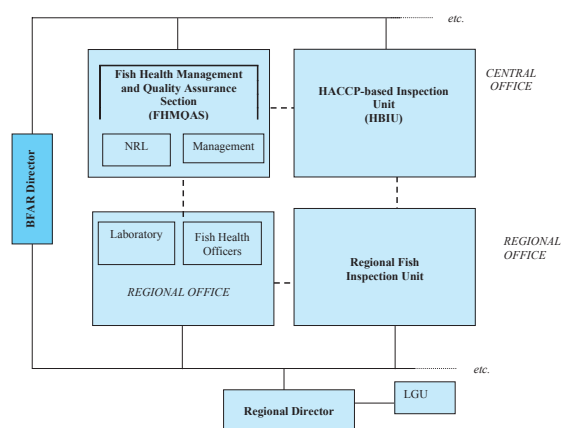 etc.
Fish Health Management
and Quality Assurance
Section
(FHMQAS)
NRL
Management
HACCP-based Inspection
Unit
(HBIU)
CENTRAL
OFFICE
BFAR Director
Laboratory
Fish Health
Officers
REGIONAL OFFICE
Regional Fish
Inspection Unit
REGIONAL
OFFICE
etc.
Regional Director
LGU